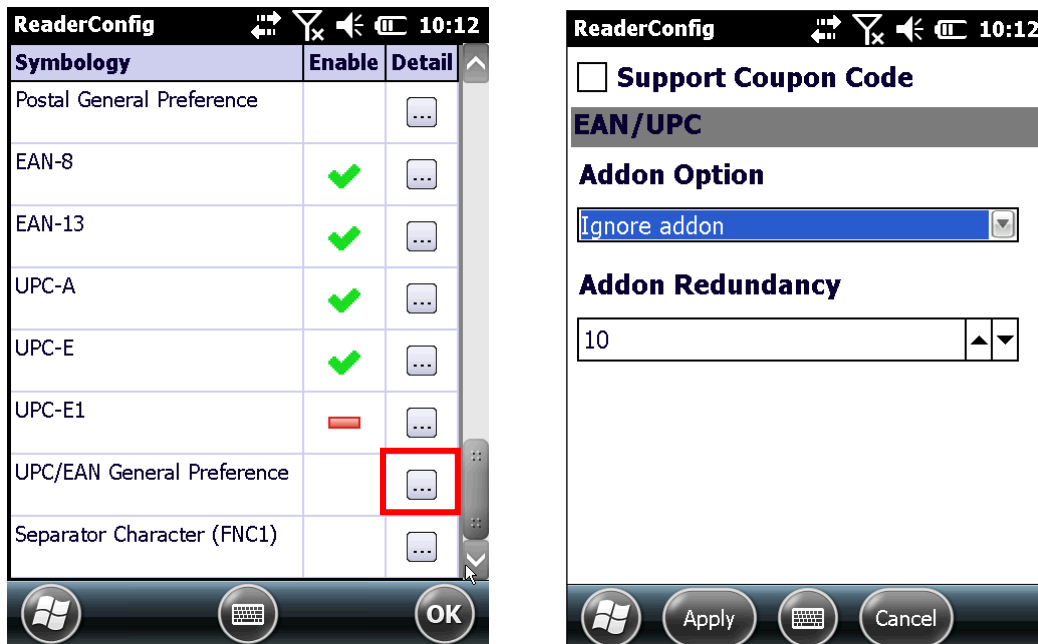 ReaderConfig 10:12
Symbology Enable Detail
Postal General Preference ...
EAN-8 ...
EAN-13 ...
UPC-A ...
UPC-E ...
UPC-E1 ...
UPC/EAN General Preference ...
Separator Character (FNC1) ...
OK
ReaderConfig 10:12
Support Coupon Code
EAN/UPC
Addon Option
Ignore addon
Addon Redundancy
10
Apply Cancel